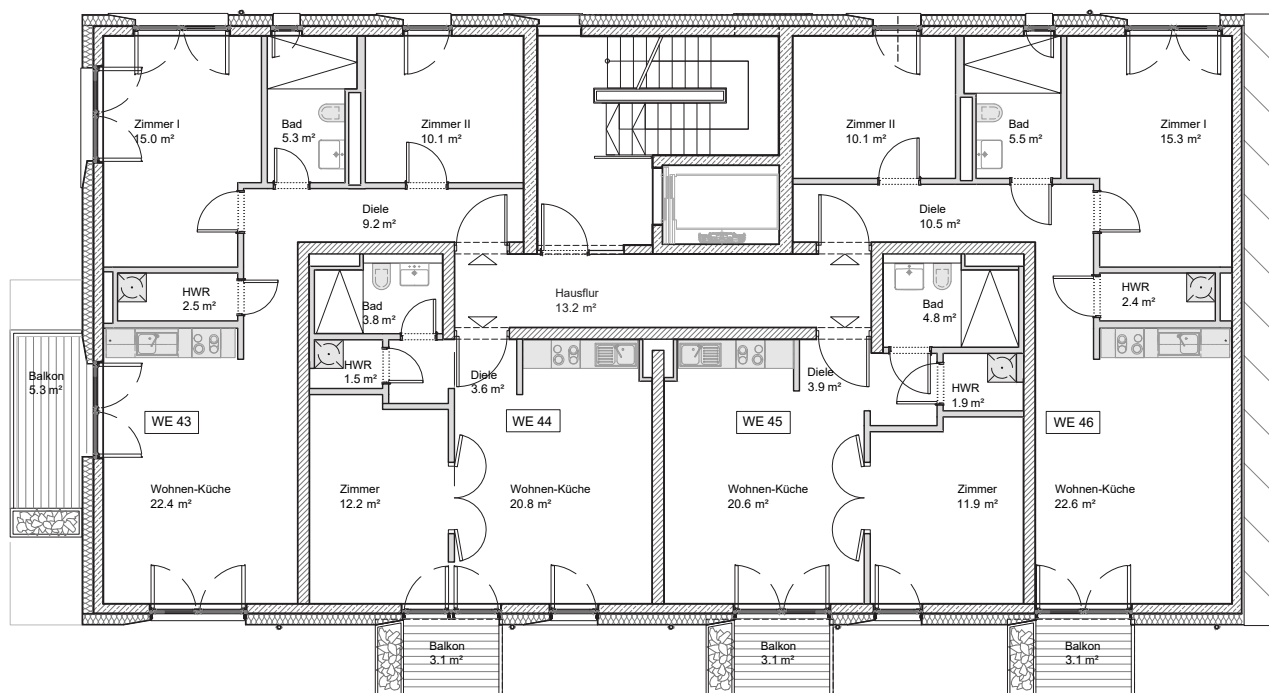 Zimmer I
15.0 m²
Bad
5.3 m²
Zimmer II
10.1 m²
Zimmer II
10.1 m²
Bad
5.5 m²
Zimmer I
15.3 m²
Diele
9.2 m²
Diele
10.5 m²
HWR
2.5 m²
Bad
3.8 m²
Hausflur
13.2 m²
Bad
4.8 m²
HWR
2.4 m²
Balkon
5.3 m²
HWR
1.5 m²
Diele
3.6 m²
Diele
3.9 m²
HWR
1.9 m²
WE 43
WE 44
WE 45
WE 46
Wohnen-Küche
22.4 m²
Zimmer
12.2 m²
Wohnen-Küche
20.8 m²
Wohnen-Küche
20.6 m²
Zimmer
11.9 m²
Wohnen-Küche
22.6 m²
Balkon
3.1 m²
Balkon
3.1 m²
Balkon
3.1 m²